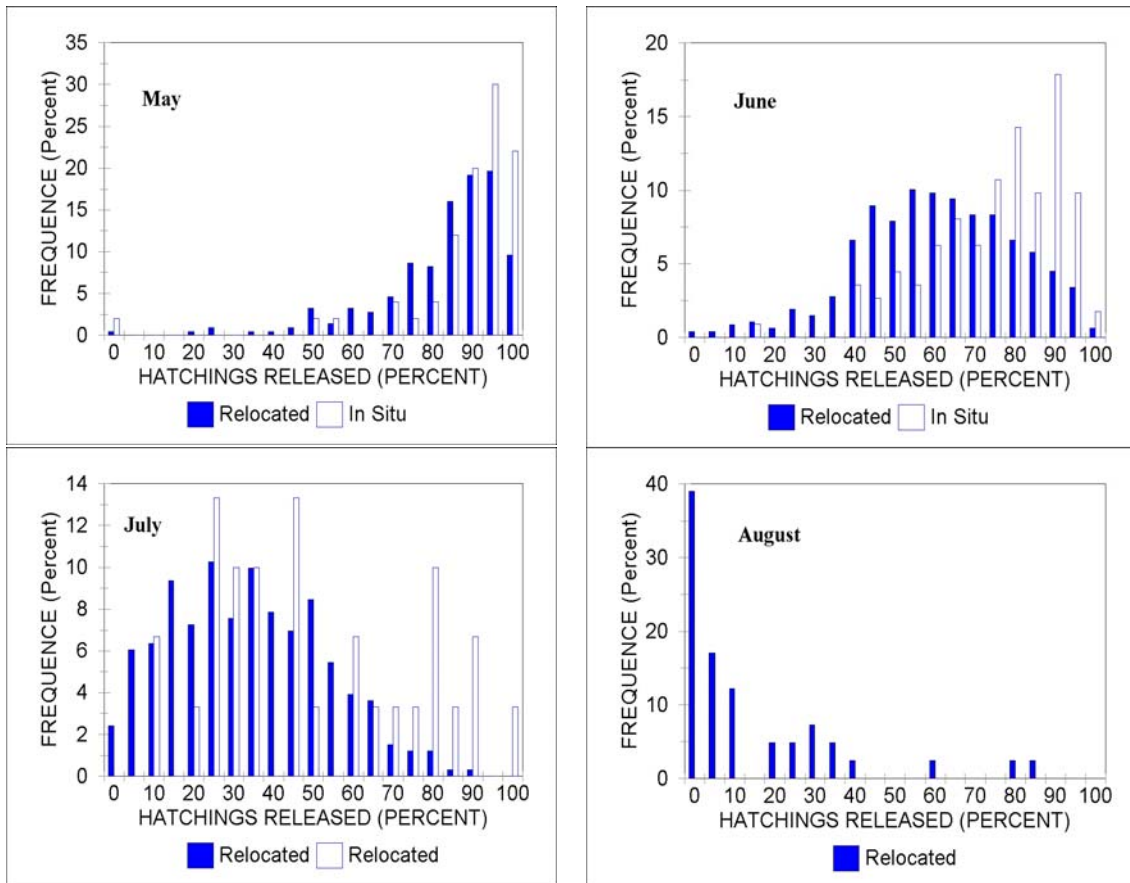 May
FREQUENCE (Percent)
35
30
25
20
15
10
5
0
0 10 20 30 40 50 60 70 80 90 100
HATCHINGS RELEASED (PERCENT)
Relocated In Situ
June
FREQUENCE (Percent)
20
15
10
5
0
0 10 20 30 40 50 60 70 80 90 100
HATCHINGS RELEASED (PERCENT)
Relocated In Situ
July
FREQUENCE (Percent)
14
12
10
8
6
4
2
0
0 10 20 30 40 50 60 70 80 90 100
HATCHINGS RELEASED (PERCENT)
Relocated Relocated
August
FREQUENCE (Percent)
40
30
20
10
0
0 10 20 30 40 50 60 70 80 90 100
HATCHINGS RELEASED (PERCENT)
Relocated